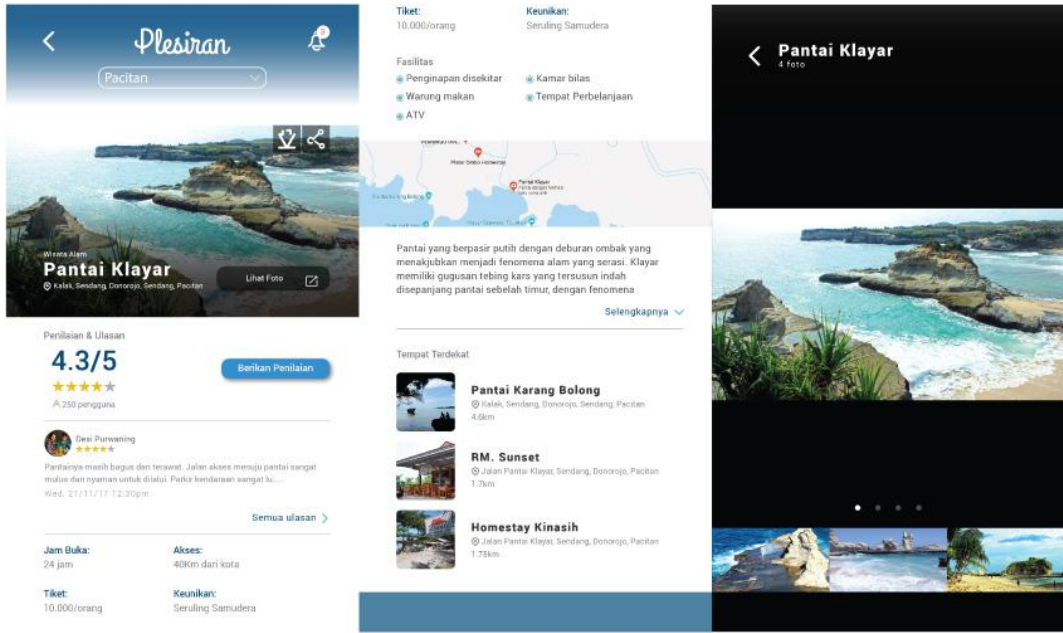 Plesiran
3
Pacitan
Wisata Alam
Pantai Klayar
Kalak, Sendang, Donorojo, Sendang, Pacitan
Lihat Foto
Penilaian & Ulasan
4.3/5
Berikan Penilaian
250 pengguna
Desi Purwaning
Pantainya masih bagus dan terawat. Jalan akses menuju pantai sangat
mulus dan nyaman untuk dilalui. Parkir kendaraan sangat lu....
Wed, 21/11/17 12:30pm
Semua ulasan
Jam Buka: Akses:
24 jam 40Km dari kota
Tiket: Keunikan:
10.000/orang Seruling Samudera
Tiket: Keunikan:
10.000/orang Seruling Samudera
Fasilitas
Penginapan disekitar Kamar bilas
Warung makan Tempat Perbelanjaan
ATV
Pantai Klayar
Pantai yang berpasir putih dengan deburan ombak yang
menakjubkan menjadi fenomena alam yang serasi. Klayar
memiliki gugusan tebing kars yang tersusun indah
disepanjang pantai sebelah timur, dengan fenomena
Selengkapnya
Tempat Terdekat
Pantai Karang Bolong
Kalak, Sendang, Donorojo, Sendang, Pacitan
4.6km
RM. Sunset
Jalan Pantai Klayar, Sendang, Donorojo, Pacitan
1.7km
Homestay Kinasih
Jalan Pantai Klayar, Sendang, Donorojo, Pacitan
1.78km
Pantai Klayar
4 foto